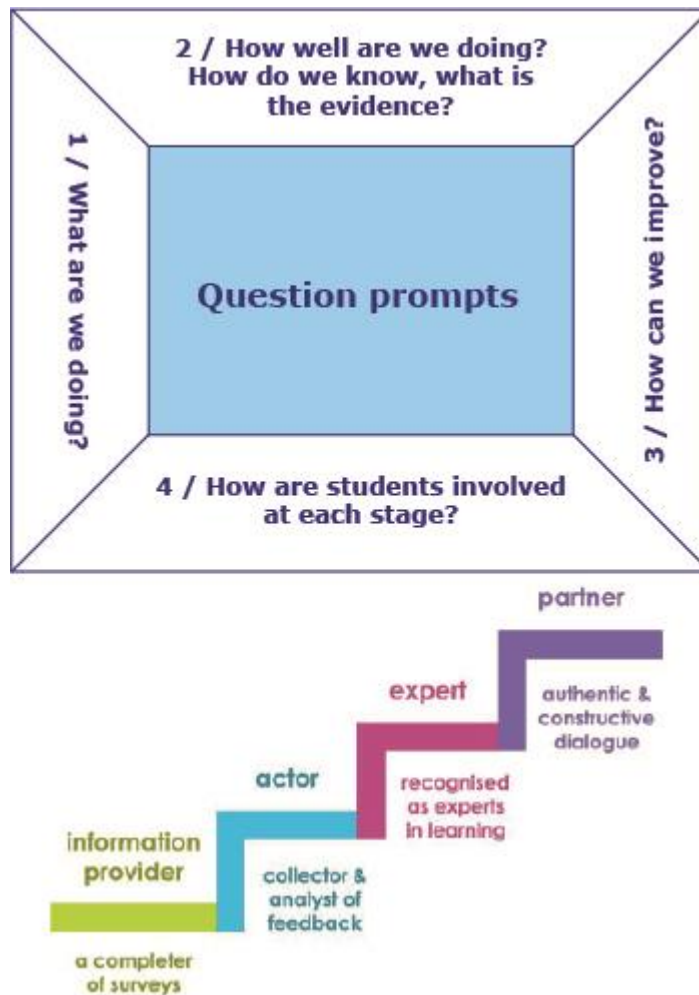 2 / How well are we doing?
How do we know, what is
the evidence?
1 / What are we doing?
Question prompts
3 / How can we improve?
4 / How are students involved
at each stage?
partner
authentic &
constructive
dialogue
expert
recognised
as experts
in learning
actor
collector &
analyst of
feedback
information
provider
a completer
of surveys